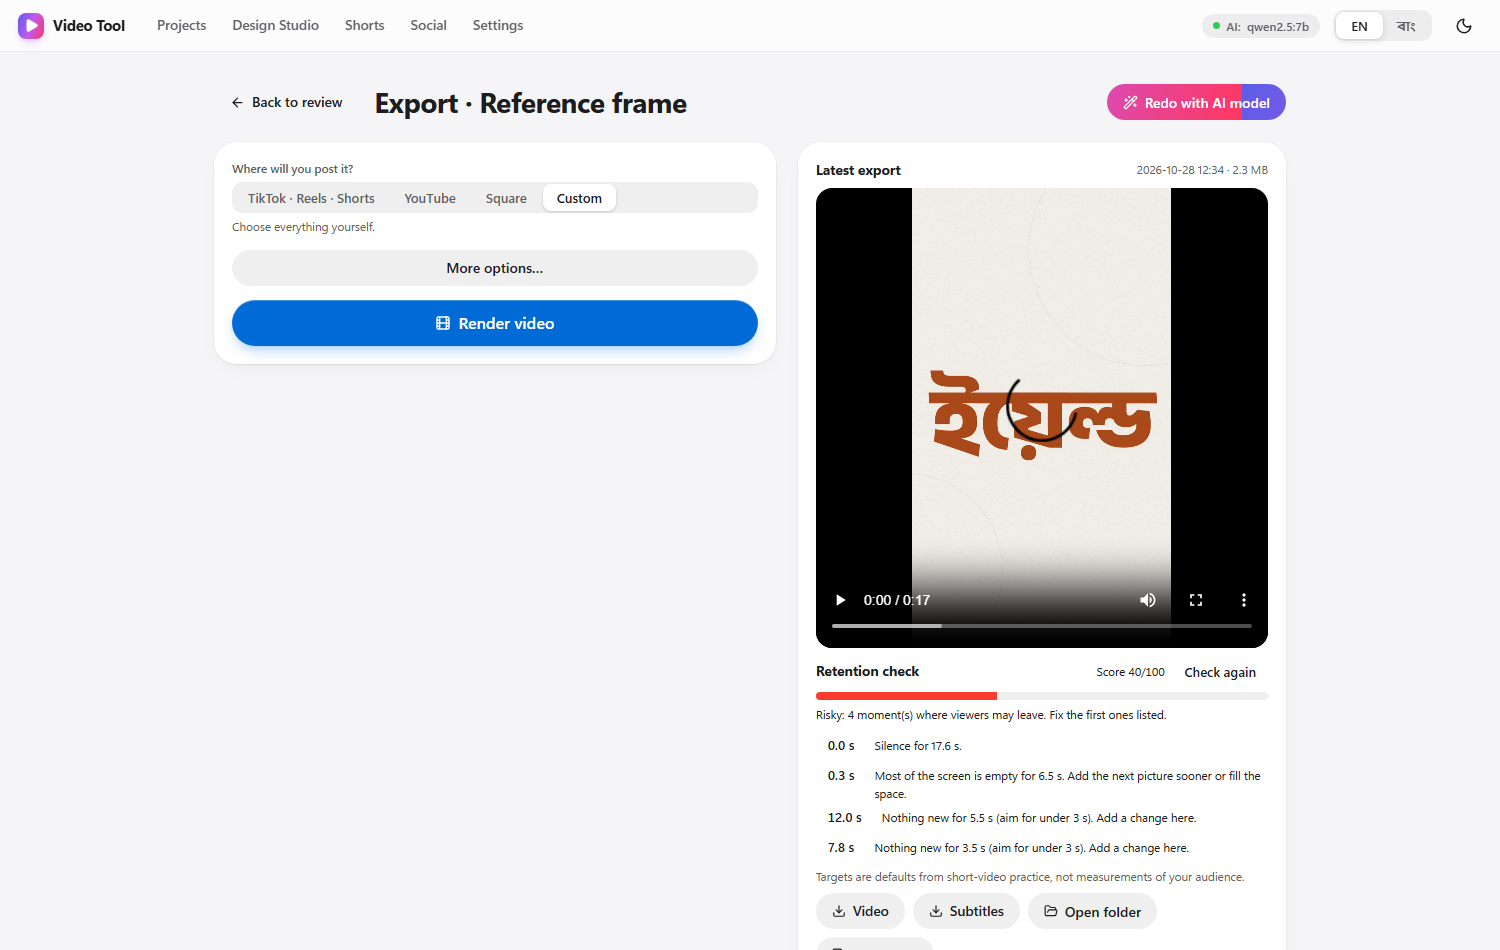 Video Tool Projects Design Studio Shorts Social Settings AI: qwen2.5:7b EN বাং
Back to review Export · Reference frame Redo with AI model
Where will you post it?
TikTok · Reels · Shorts YouTube Square Custom
Choose everything yourself.
More options...
Render video
Latest export 2026-10-28 12:34 · 2.3 MB
ইয়েল্ড
0:00 / 0:17
Retention check Score 40/100 Check again
Risky: 4 moment(s) where viewers may leave. Fix the first ones listed.
0.0 s Silence for 17.6 s.
0.3 s Most of the screen is empty for 6.5 s. Add the next picture sooner or fill the
space.
12.0 s Nothing new for 5.5 s (aim for under 3 s). Add a change here.
7.8 s Nothing new for 3.5 s (aim for under 3 s). Add a change here.
Targets are defaults from short-video practice, not measurements of your audience.
Video Subtitles Open folder